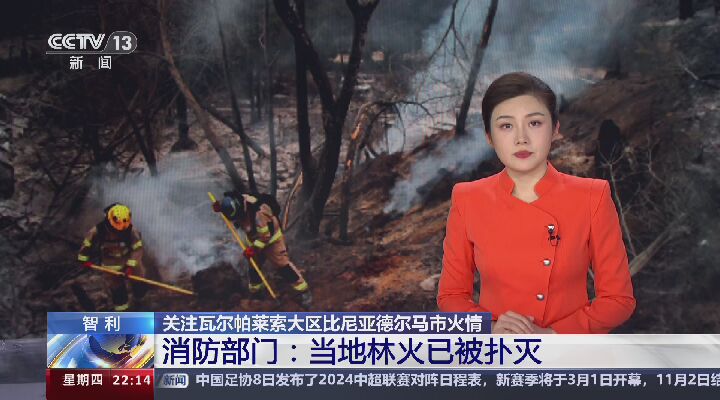 CCTV 13
新闻
智利
关注瓦尔帕莱索大区比尼亚德尔马市火情
消防部门：当地林火已被扑灭
星期四 22:14
新闻 中国足协8日发布了2024中超联赛对阵日程表，新赛季将于3月1日开幕，11月2日结